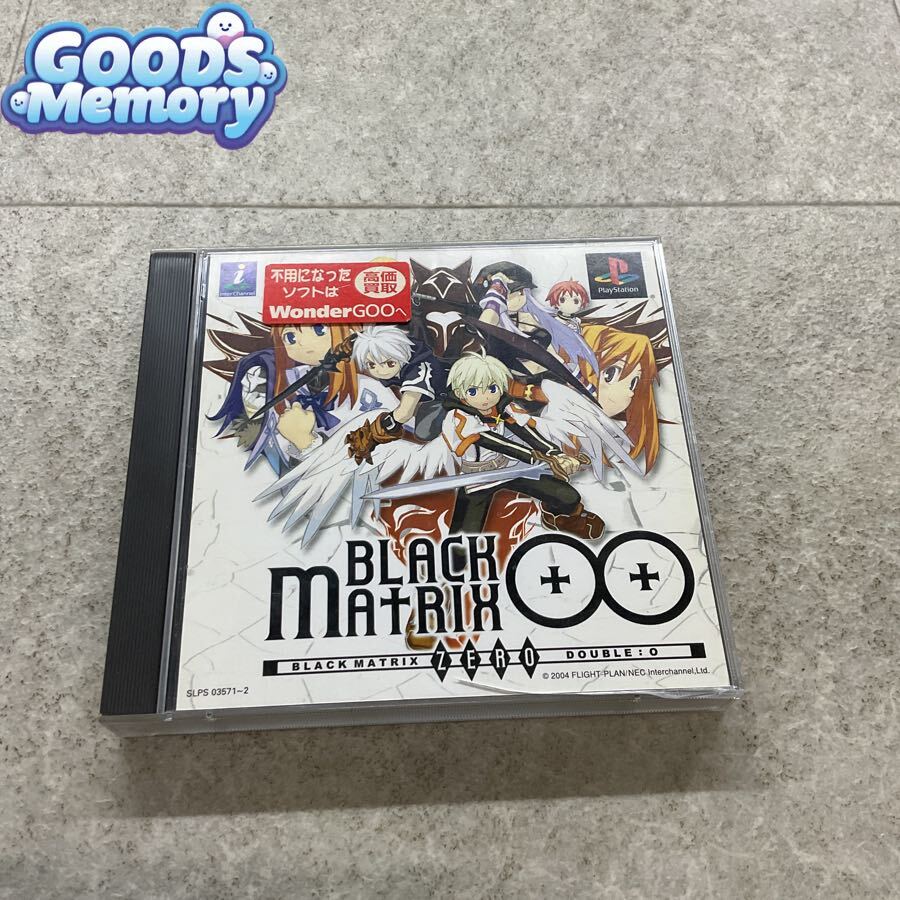 GOODS
Memory
i
InterChannel
不用になった
ソフトは
高価
買取
WonderGOOへ
PlayStation
BLACK
MATRIX OO
BLACK MATRIX ZERO DOUBLE : O
© 2004 FLIGHT-PLAN/NEC Interchannel,Ltd.
SLPS 03571~2